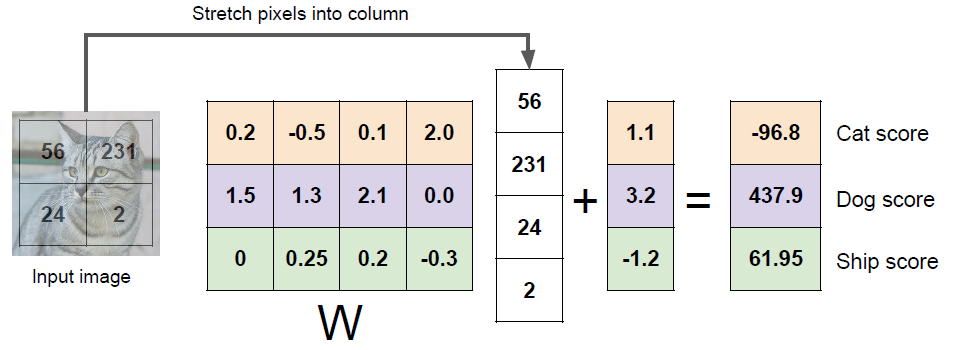 Stretch pixels into column
56 231
24 2
Input image
0.2 -0.5 0.1 2.0
1.5 1.3 2.1 0.0
0 0.25 0.2 -0.3
W
56
231
24
2
+
1.1
3.2
-1.2
=
-96.8 Cat score
437.9 Dog score
61.95 Ship score